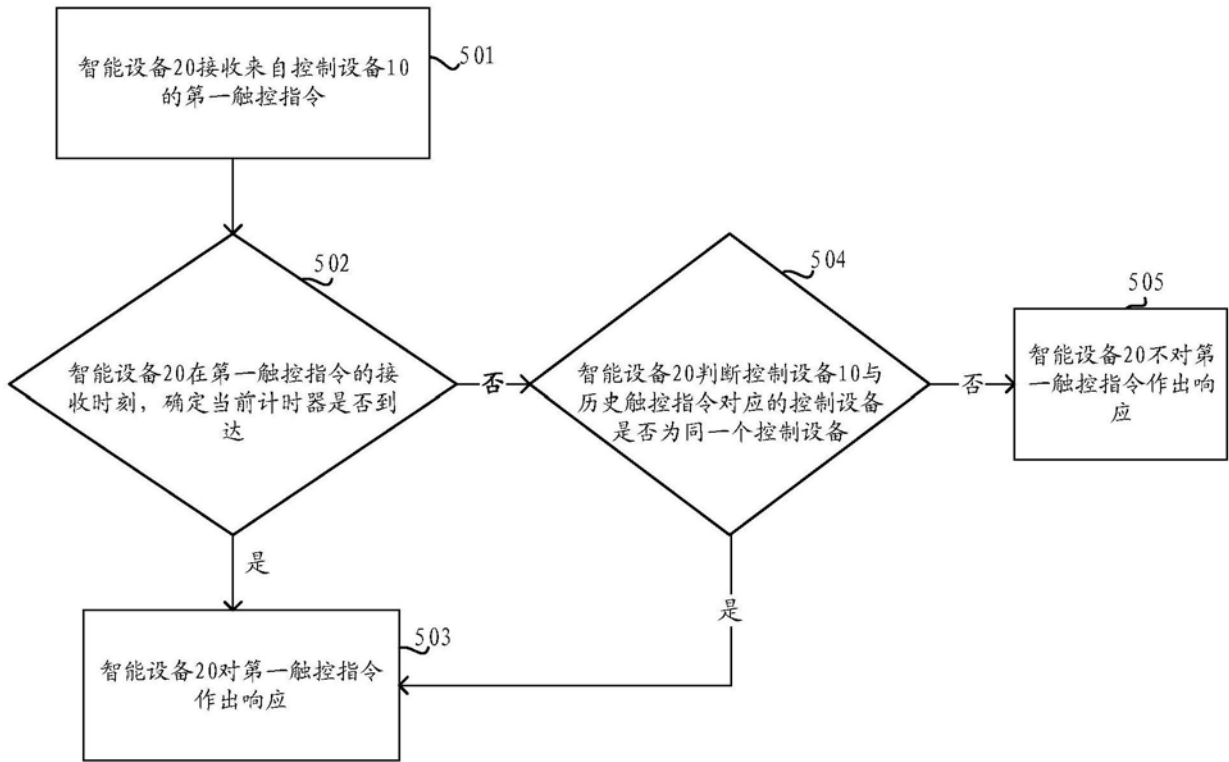 501
智能设备20接收来自控制设备10
的第一触控指令
502
智能设备20在第一触控指令的接
收时刻，确定当前计时器是否到
达
否
504
智能设备20判断控制设备10与
历史触控指令对应的控制设备
是否为同一个控制设备
否
505
智能设备20不对第
一触控指令作出响
应
是
是
503
智能设备20对第一触控指令
作出响应